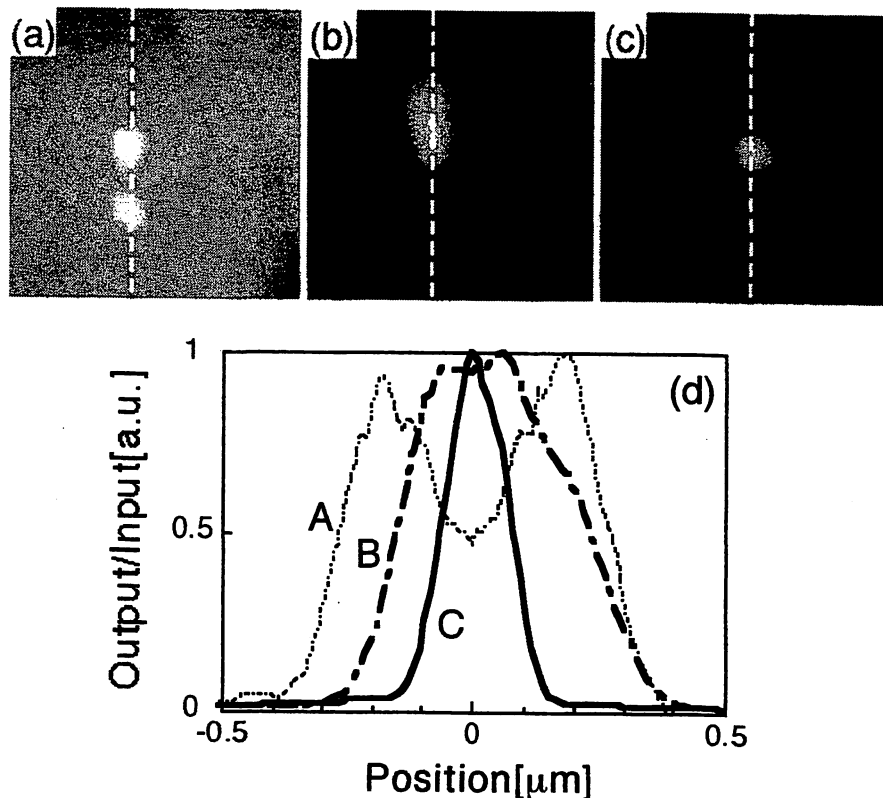 (a)
(b)
(c)
(d)
Output/Input[a.u.]
1
0.5
0
A
B
C
-0.5
0
0.5
Position[μm]